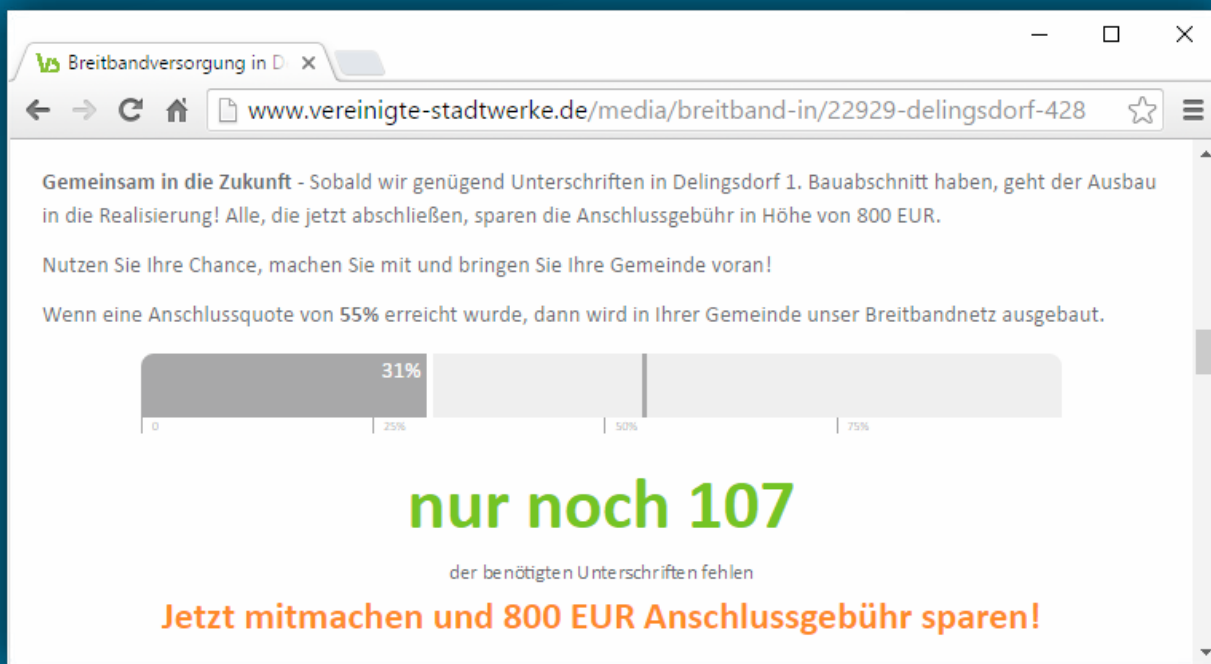 Breitbandversorgung in D
www.vereinigte-stadtwerke.de/media/breitband-in/22929-delingsdorf-428
Gemeinsam in die Zukunft - Sobald wir genügend Unterschriften in Delingsdorf 1. Bauabschnitt haben, geht der Ausbau
in die Realisierung! Alle, die jetzt abschließen, sparen die Anschlussgebühr in Höhe von 800 EUR.
Nutzen Sie Ihre Chance, machen Sie mit und bringen Sie Ihre Gemeinde voran!
Wenn eine Anschlussquote von 55% erreicht wurde, dann wird in Ihrer Gemeinde unser Breitbandnetz ausgebaut.
31%
0 25% 50% 75%
nur noch 107
der benötigten Unterschriften fehlen
Jetzt mitmachen und 800 EUR Anschlussgebühr sparen!